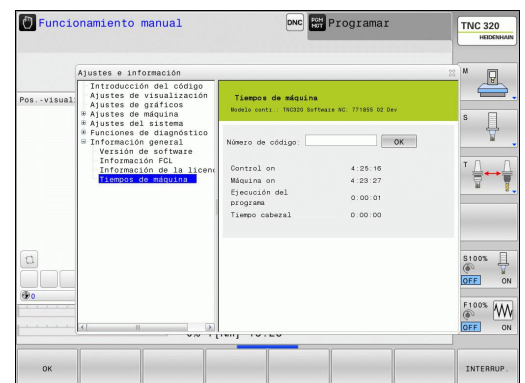 Funcionamiento manual
DNC
PGM
MGT
Programar
TNC 320
HEIDENHAIN
Ajustes e información
Pos.-visual
Introducción del código
Ajustes de visualización
Ajustes de gráficos
Ajustes de máquina
Ajustes del sistema
Funciones de diagnóstico
Información general
Versión de software
Información FCL
Información de la licen
Tiempos de máquina
Tiempos de máquina
Modelo contr.: TNC320 Software NC: 771855 02 Dev
Número de código:
OK
Control on 4:25:16
Máquina on 4:23:27
Ejecución del
programa 0:00:01
Tiempo cabezal 0:00:00
M
S
T
S100%
OFF ON
F100%
OFF ON
0
OK
INTERRUP.